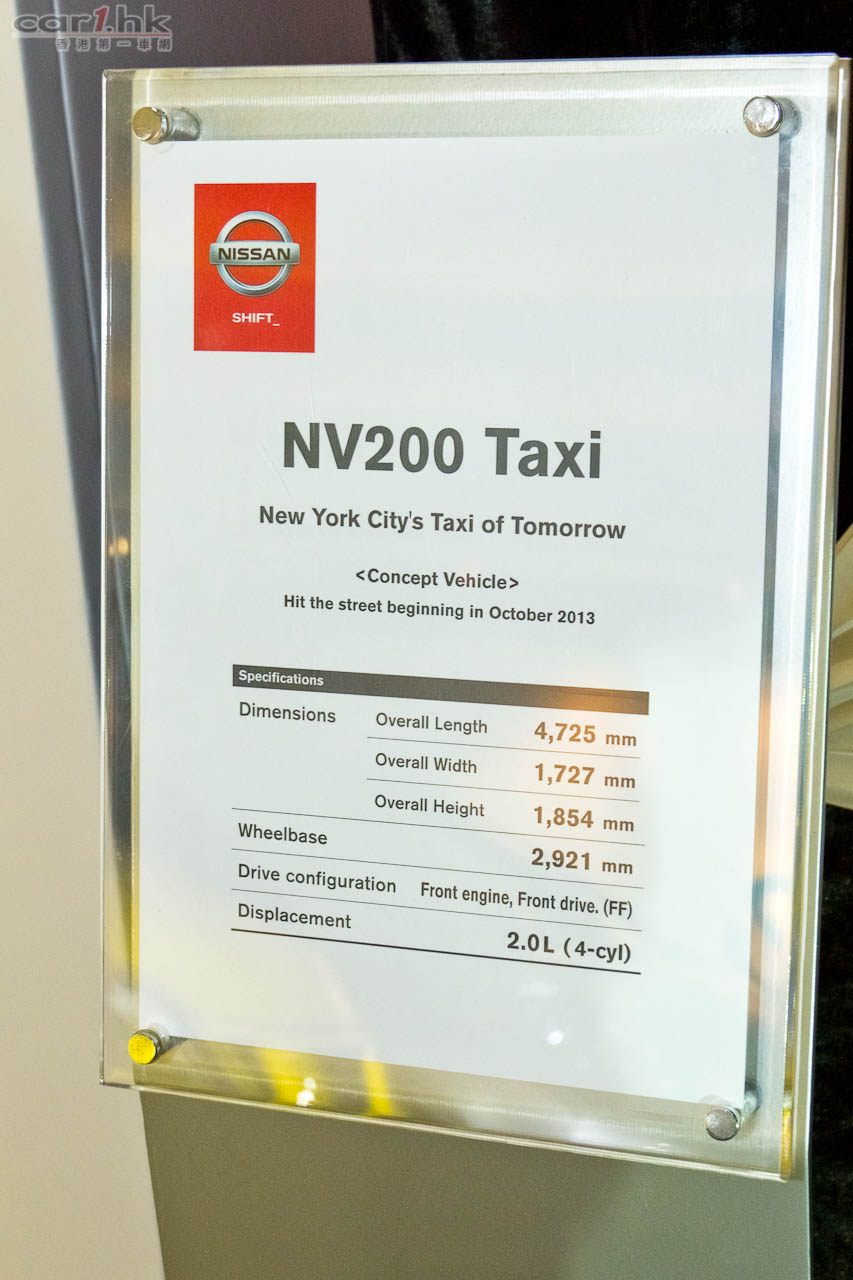 car1.hk
香港第一車網
NISSAN
SHIFT_
NV200 Taxi
New York City's Taxi of Tomorrow
<Concept Vehicle>
Hit the street beginning in October 2013
Specifications
Dimensions Overall Length 4,725 mm
Overall Width 1,727 mm
Overall Height 1,854 mm
Wheelbase 2,921 mm
Drive configuration Front engine, Front drive. (FF)
Displacement 2.0L (4-cyl)